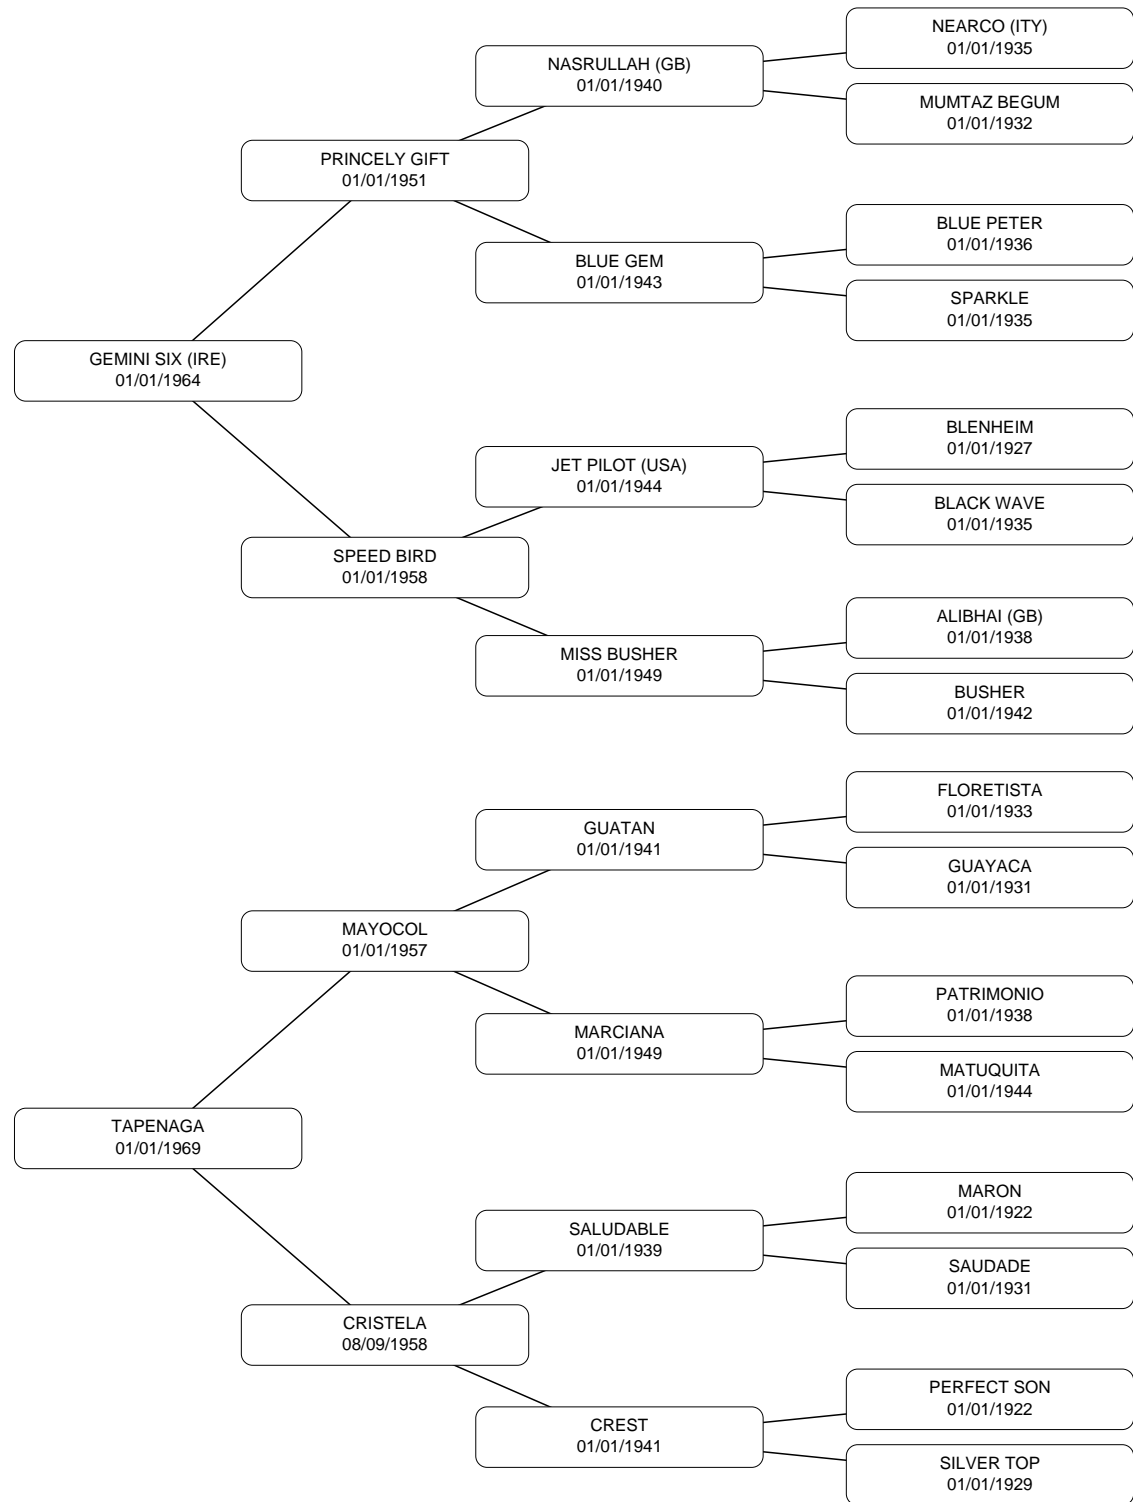 NEARCO (ITY)
01/01/1935
NASRULLAH (GB)
01/01/1940
MUMTAZ BEGUM
01/01/1932
PRINCELY GIFT
01/01/1951
BLUE PETER
01/01/1936
BLUE GEM
01/01/1943
SPARKLE
01/01/1935
GEMINI SIX (IRE)
01/01/1964
BLENHEIM
01/01/1927
JET PILOT (USA)
01/01/1944
BLACK WAVE
01/01/1935
SPEED BIRD
01/01/1958
ALIBHAI (GB)
01/01/1938
MISS BUSHER
01/01/1949
BUSHER
01/01/1942
FLORETISTA
01/01/1933
GUATAN
01/01/1941
GUAYACA
01/01/1931
MAYOCOL
01/01/1957
PATRIMONIO
01/01/1938
MARCIANA
01/01/1949
MATUQUITA
01/01/1944
TAPENAGA
01/01/1969
MARON
01/01/1922
SALUDABLE
01/01/1939
SAUDADE
01/01/1931
CRISTELA
08/09/1958
PERFECT SON
01/01/1922
CREST
01/01/1941
SILVER TOP
01/01/1929